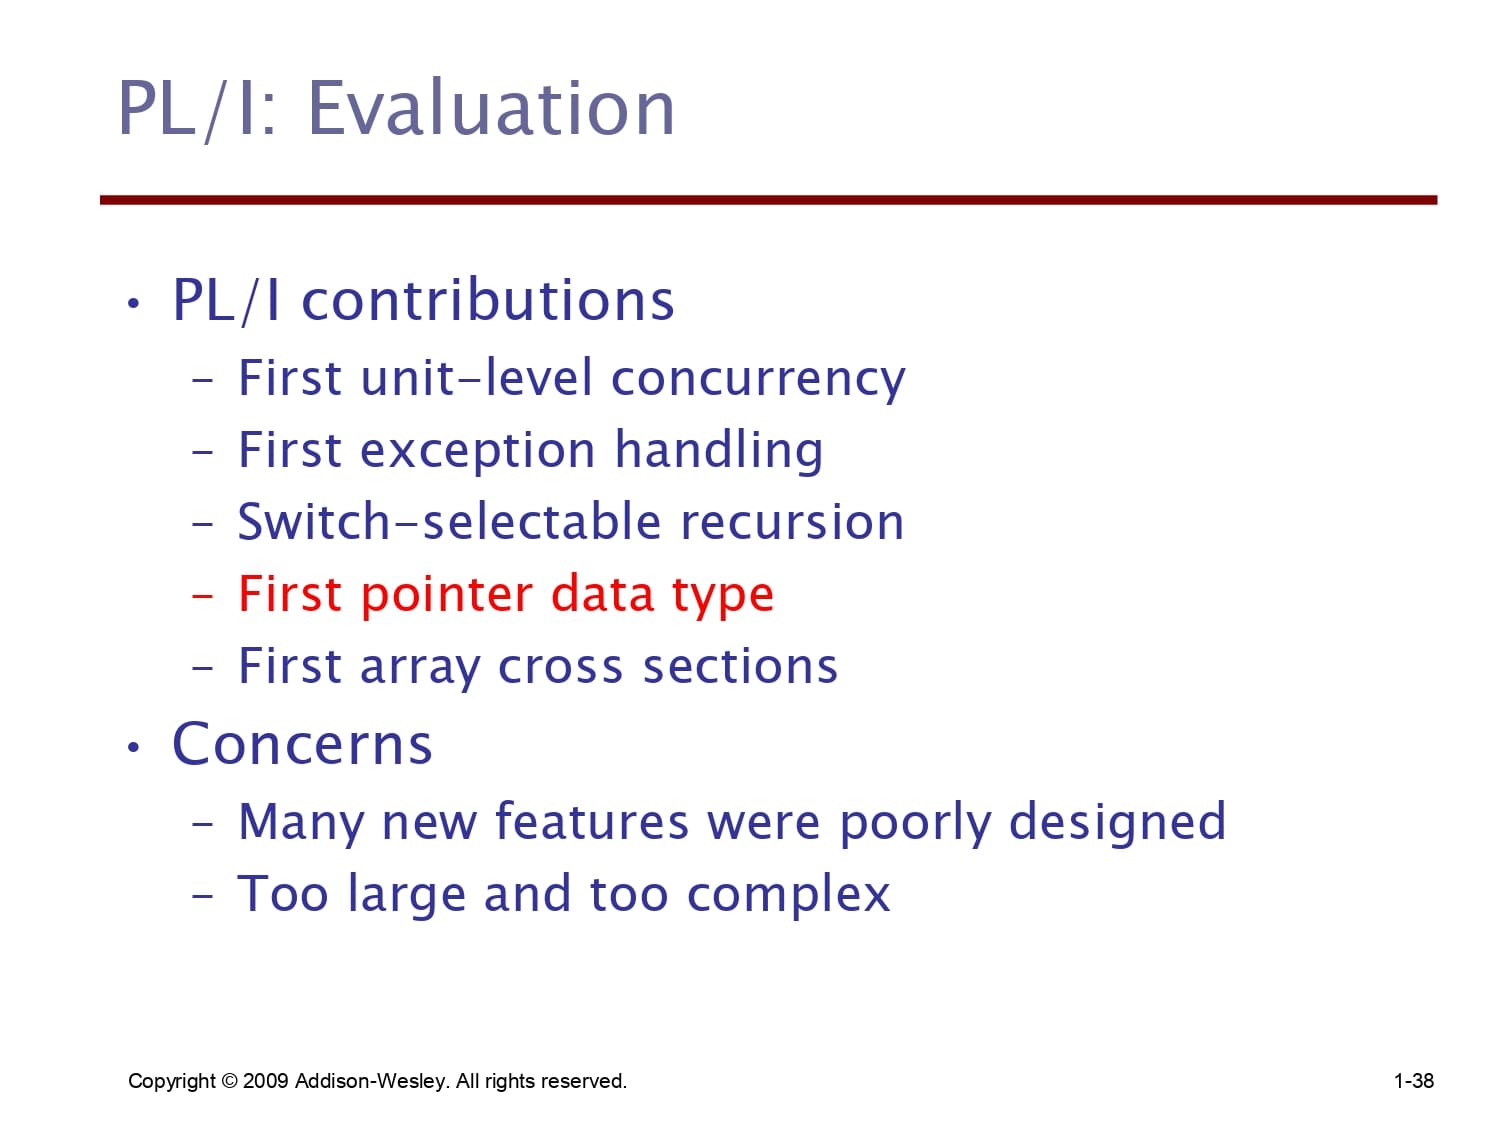 PL/I: Evaluation
• PL/I contributions
– First unit-level concurrency
– First exception handling
– Switch-selectable recursion
– First pointer data type
– First array cross sections
• Concerns
– Many new features were poorly designed
– Too large and too complex
Copyright © 2009 Addison-Wesley. All rights reserved.
1-38